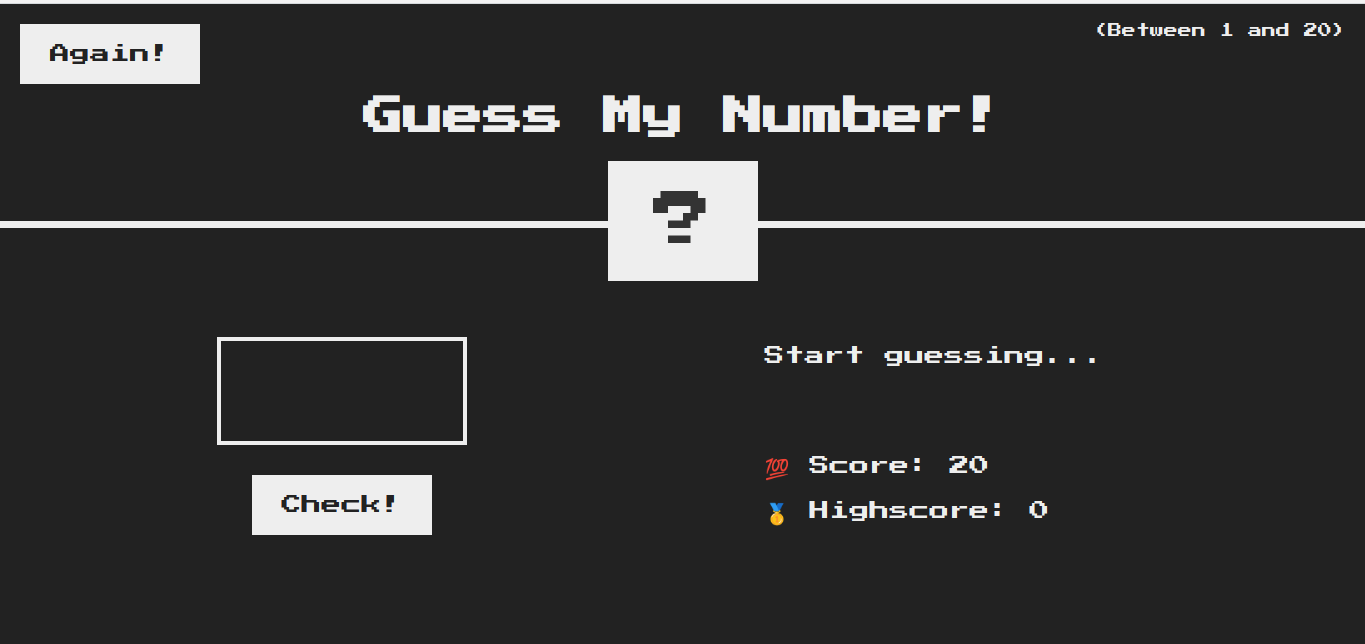 Again!
(Between 1 and 20)
Guess My Number!
?
Start guessing...
Check!
💯 Score: 20
🥇 Highscore: 0